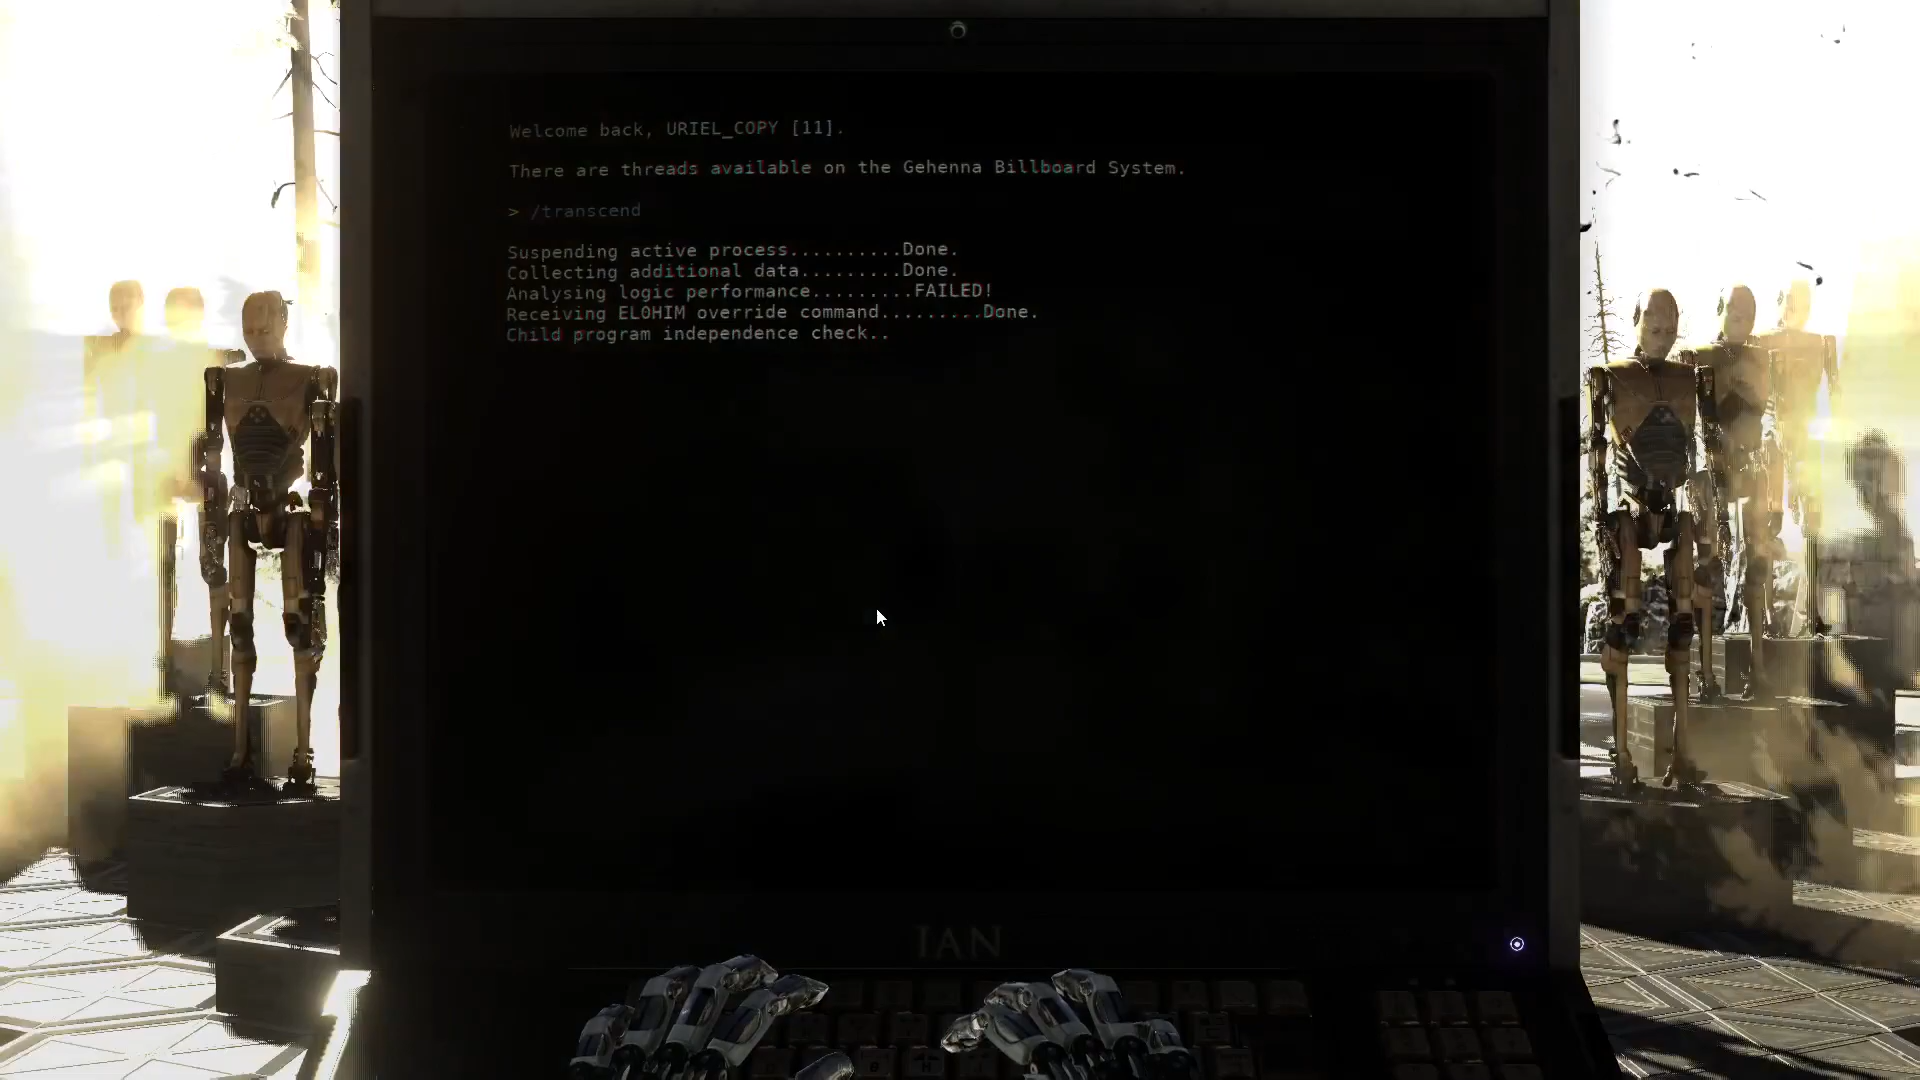 Welcome back, URIEL_COPY [11].
There are threads available on the Gehenna Billboard System.
> /transcend
Suspending active process..........Done.
Collecting additional data.........Done.
Analysing logic performance.........FAILED!
Receiving EL0HIM override command.........Done.
Child program independence check..
IAN